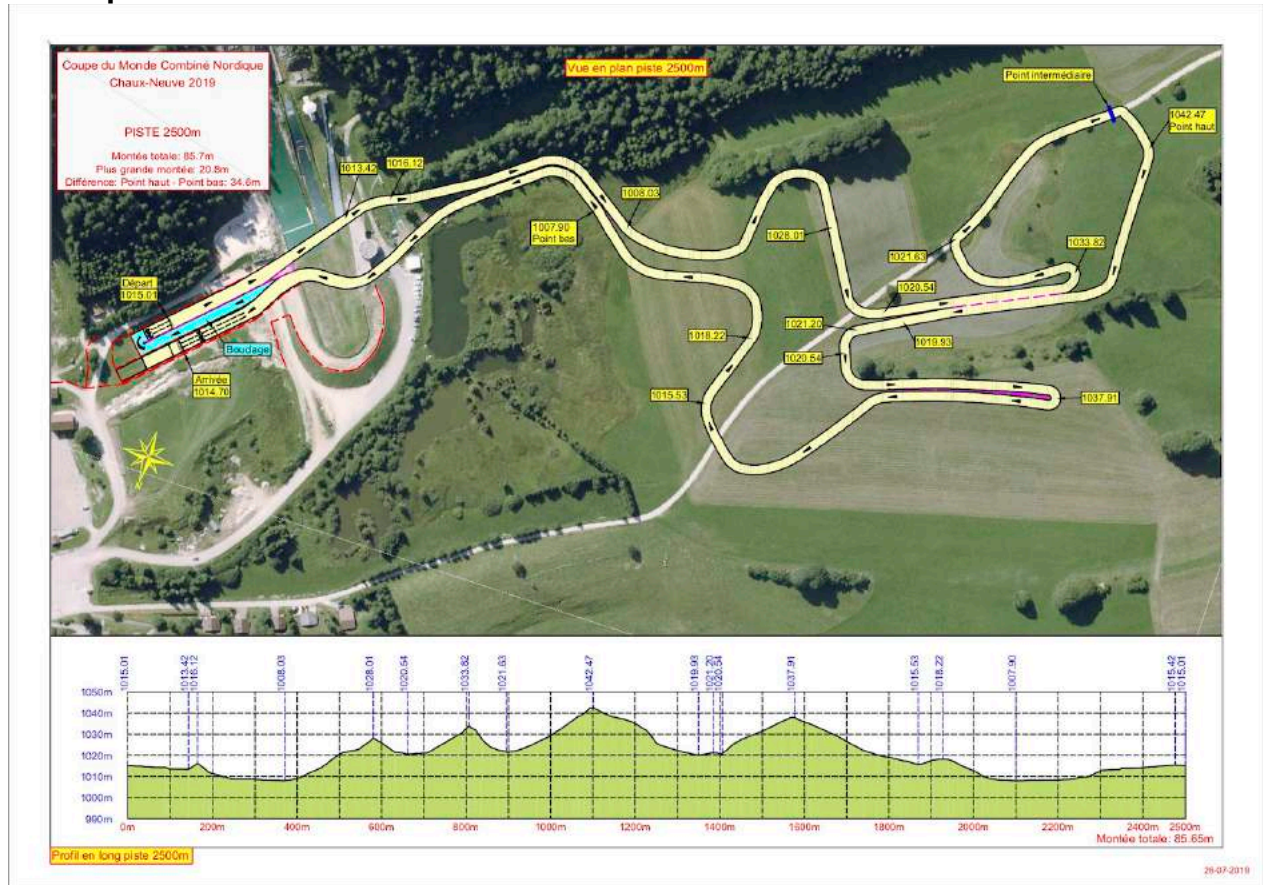 Coupe du Monde Combiné Nordique
Chaux-Neuve 2019
PISTE 2500m
Montée totale: 85.7m
Plus grande montée: 20.8m
Différence: Point haut - Point bas: 34.6m
Vue en plan piste 2500m
Point intermédiaire
1042.47
Point haut
1013.42
1016.12
1008.03
1007.90
Point bas
1028.01
1021.63
1033.82
1020.54
Départ
1015.01
1018.22
1021.20
1019.93
1020.54
Boudage
Arrivée
1014.70
1015.53
1037.91
1015.01
1013.42
1016.12
1008.03
1028.01
1020.54
1033.82
1021.63
1042.47
1019.93
1021.20
1020.54
1037.91
1015.53
1018.22
1007.90
1015.42
1015.01
1050m
1040m
1030m
1020m
1010m
1000m
990m
0m 200m 400m 600m 800m 1000m 1200m 1400m 1600m 1800m 2000m 2200m 2400m 2500m
Montée totale: 85.65m
Profil en long piste 2500m
26-07-2019